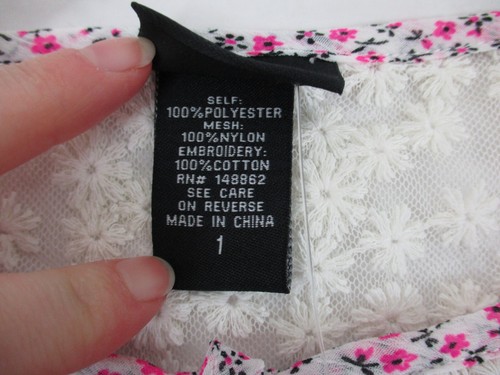 SELF:
100%POLYESTER
MESH:
100%NYLON
EMBROIDERY:
100%COTTON
RN# 148862
SEE CARE
ON REVERSE
MADE IN CHINA
1